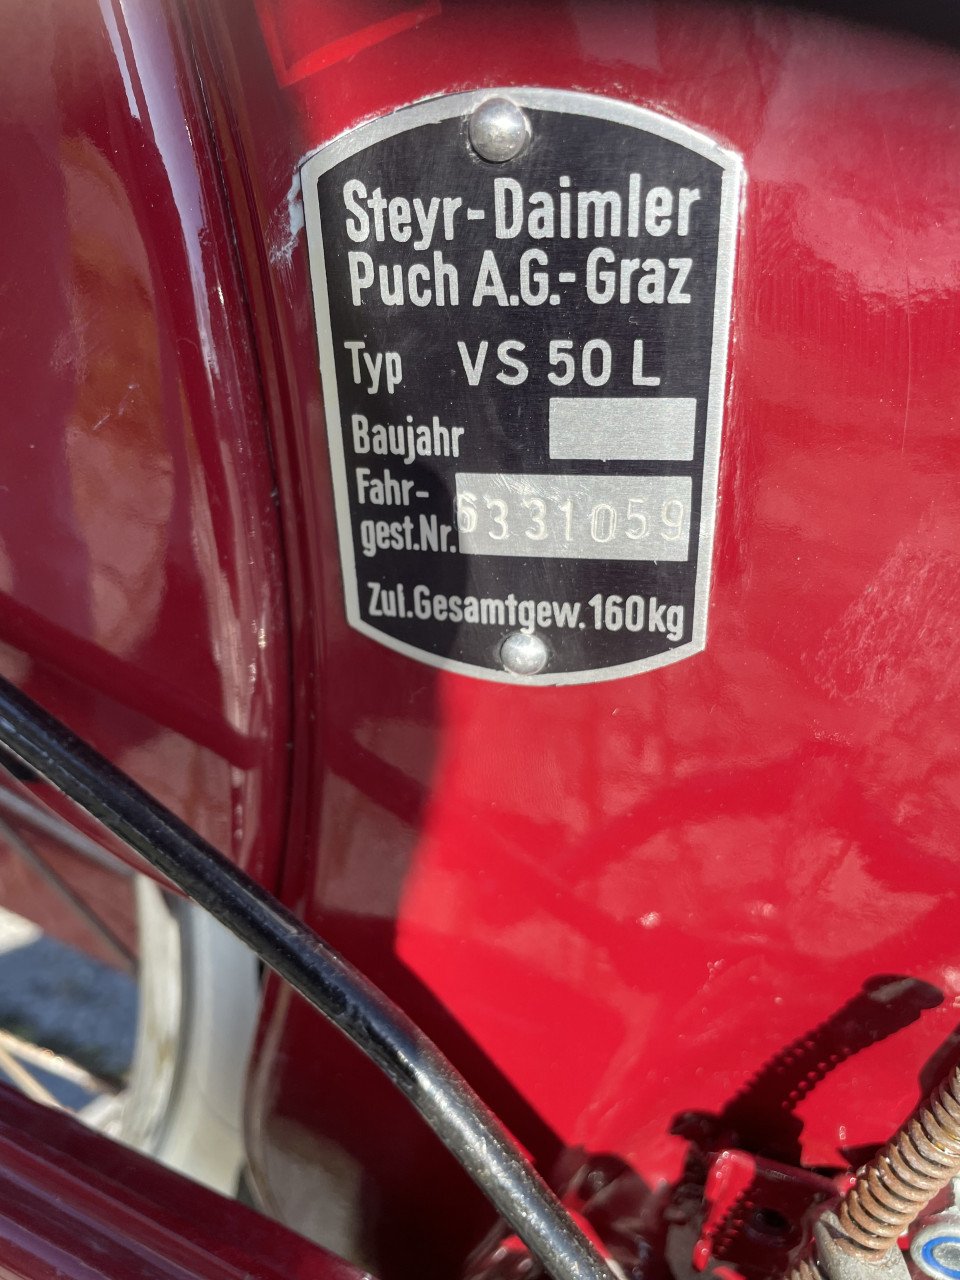 Steyr-Daimler
Puch A.G.-Graz
Typ VS 50 L
Baujahr
Fahr-
gest.Nr. 6331059
Zul.Gesamtgew. 160kg